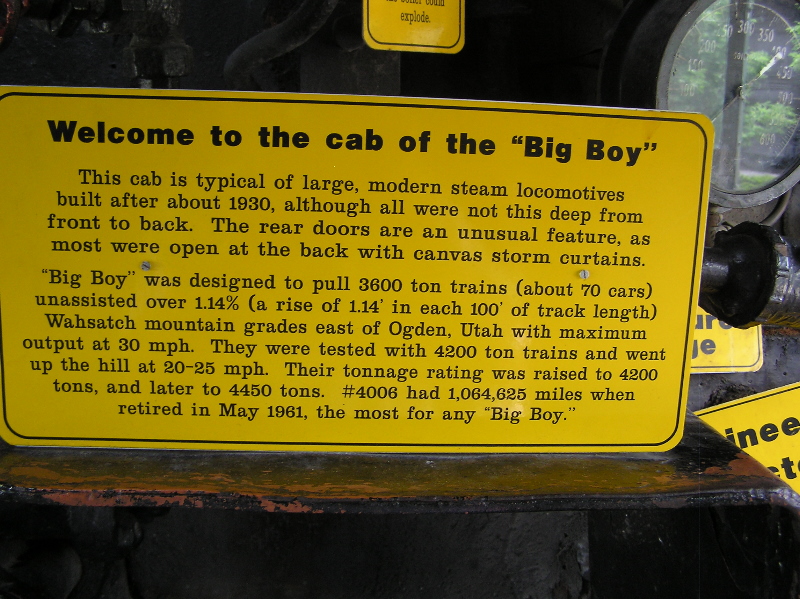 boiler could
explode.
Welcome to the cab of the "Big Boy"
This cab is typical of large, modern steam locomotives
built after about 1930, although all were not this deep from
front to back. The rear doors are an unusual feature, as
most were open at the back with canvas storm curtains.
"Big Boy" was designed to pull 3600 ton trains (about 70 cars)
unassisted over 1.14% (a rise of 1.14' in each 100' of track length)
Wahsatch mountain grades east of Ogden, Utah with maximum
output at 30 mph. They were tested with 4200 ton trains and went
up the hill at 20-25 mph. Their tonnage rating was raised to 4200
tons, and later to 4450 tons. #4006 had 1,064,625 miles when
retired in May 1961, the most for any "Big Boy."
300 350